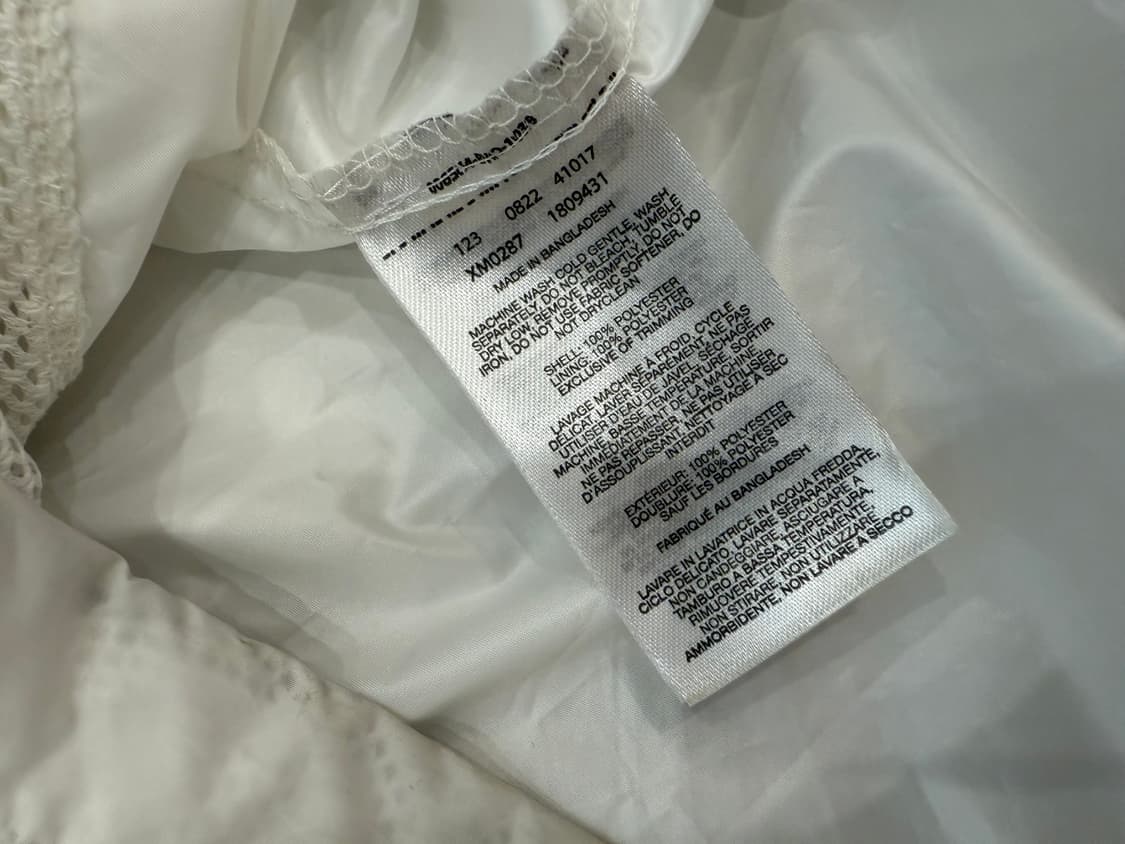 123 0822 41017
XM0287 1809431
MADE IN BANGLADESH
MACHINE WASH COLD GENTLE, WASH
SEPARATELY, DO NOT BLEACH, TUMBLE
DRY LOW, REMOVE PROMPTLY, DO NOT
IRON, DO NOT USE FABRIC SOFTENER, DO
NOT DRYCLEAN
SHELL: 100% POLYESTER
LINING: 100% POLYESTER
EXCLUSIVE OF TRIMMING
LAVAGE MACHINE À FROID, CYCLE
DÉLICAT, LAVER SÉPARÉMENT, NE PAS
UTILISER D'EAU DE JAVEL, SÉCHAGE
MACHINE, BASSE TEMPÉRATURE, SORTIR
IMMÉDIATEMENT DE LA MACHINE,
NE PAS REPASSER, NE PAS UTILISER
D'ASSOUPLISSANT, NETTOYAGE À SEC
INTERDIT
EXTÉRIEUR: 100% POLYESTER
DOUBLURE: 100% POLYESTER
SAUF LES BORDURES
FABRIQUÉ AU BANGLADESH
LAVARE IN LAVATRICE IN ACQUA FREDDA,
CICLO DELICATO, LAVARE SEPARATAMENTE,
NON CANDEGGIARE, ASCIUGARE A
TAMBURO A BASSA TEMPERATURA,
RIMUOVERE TEMPESTIVAMENTE,
NON STIRARE, NON UTILIZZARE
AMMORBIDENTE, NON LAVARE A SECCO